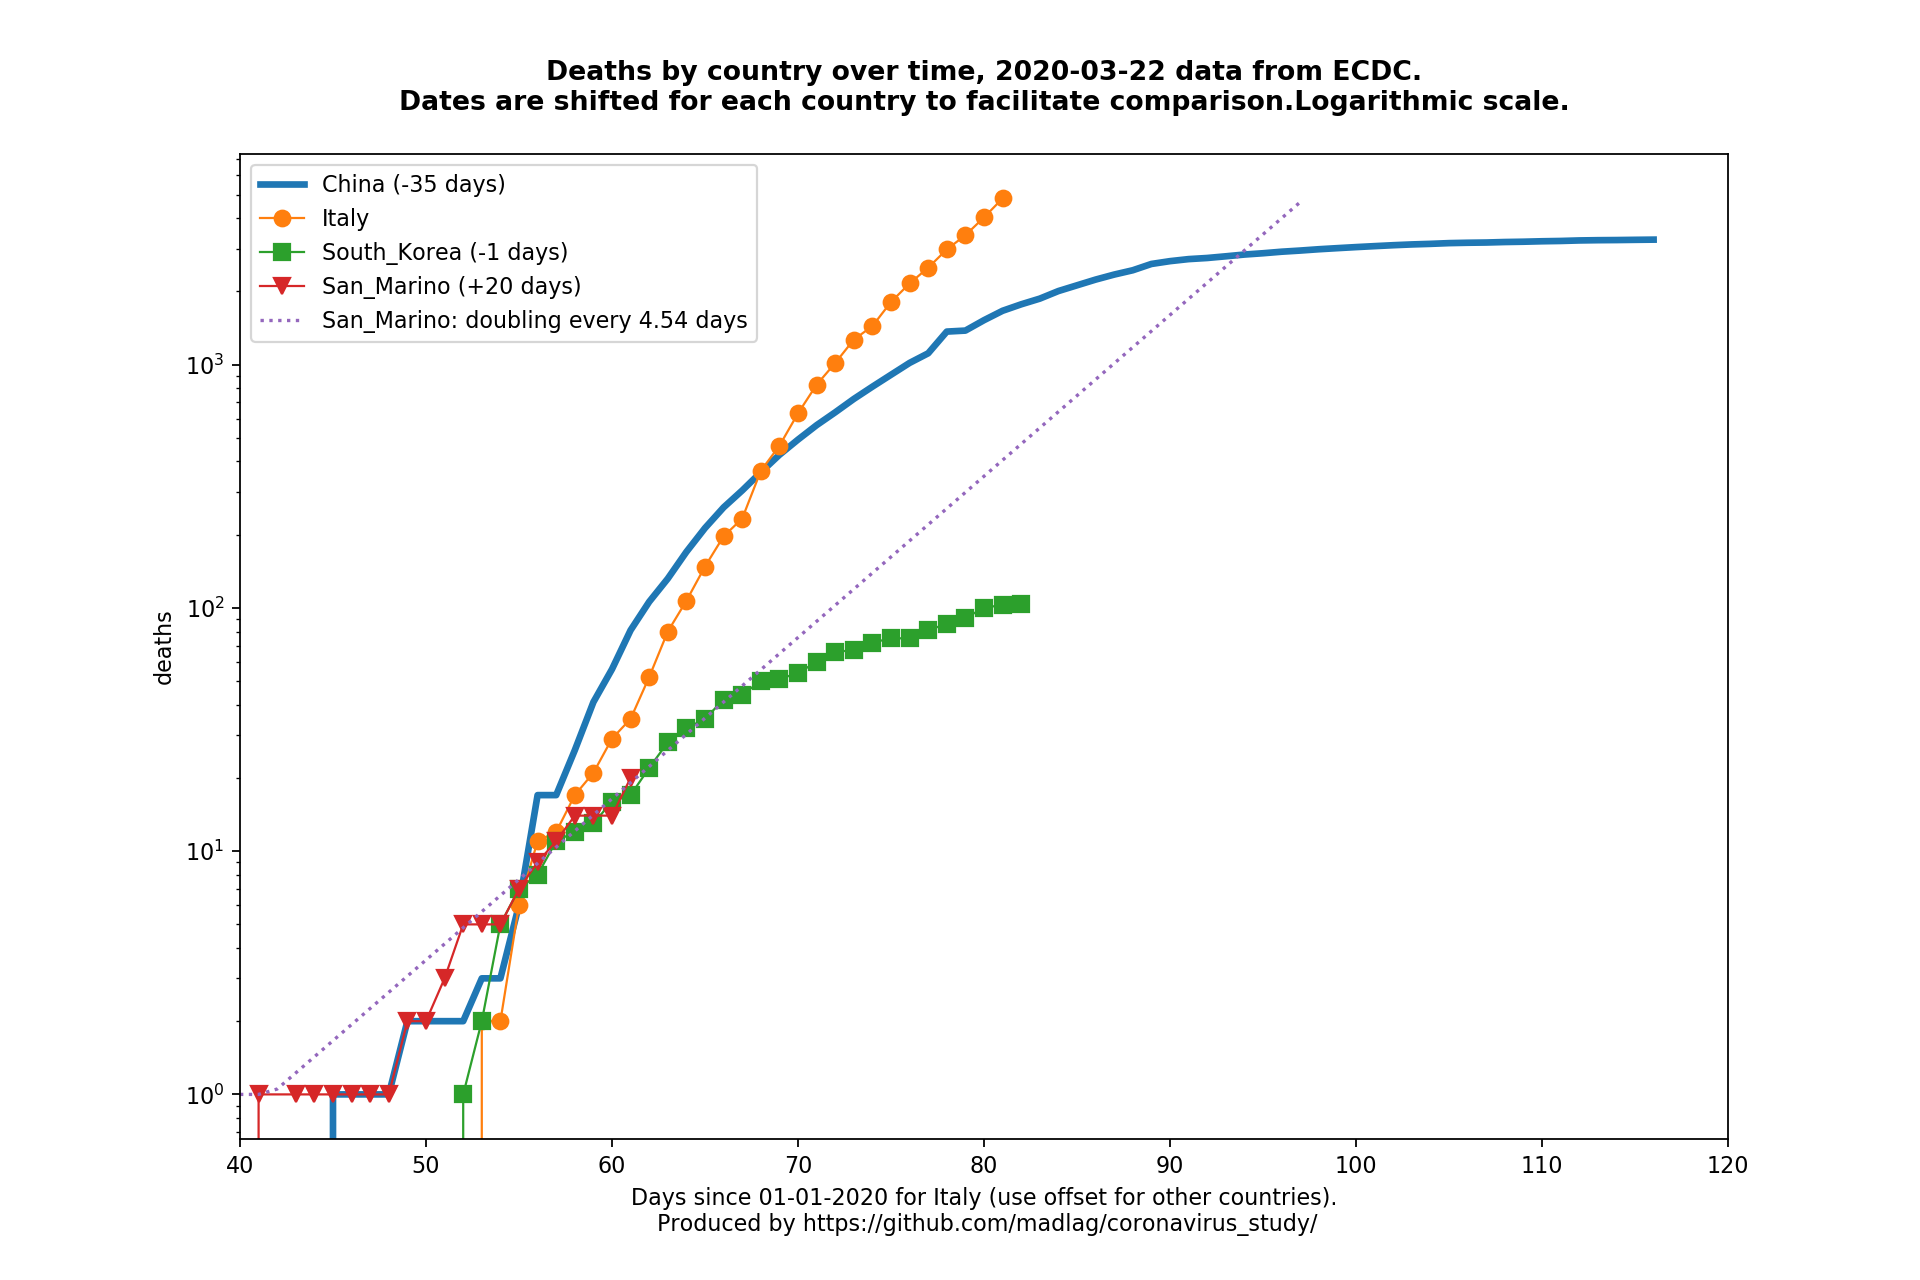 Deaths by country over time, 2020-03-22 data from ECDC.
Dates are shifted for each country to facilitate comparison.Logarithmic scale.
China (-35 days)
Italy
South_Korea (-1 days)
San_Marino (+20 days)
San_Marino: doubling every 4.54 days
deaths
10³
10²
10¹
10⁰
40 50 60 70 80 90 100 110 120
Days since 01-01-2020 for Italy (use offset for other countries).
Produced by https://github.com/madlag/coronavirus_study/